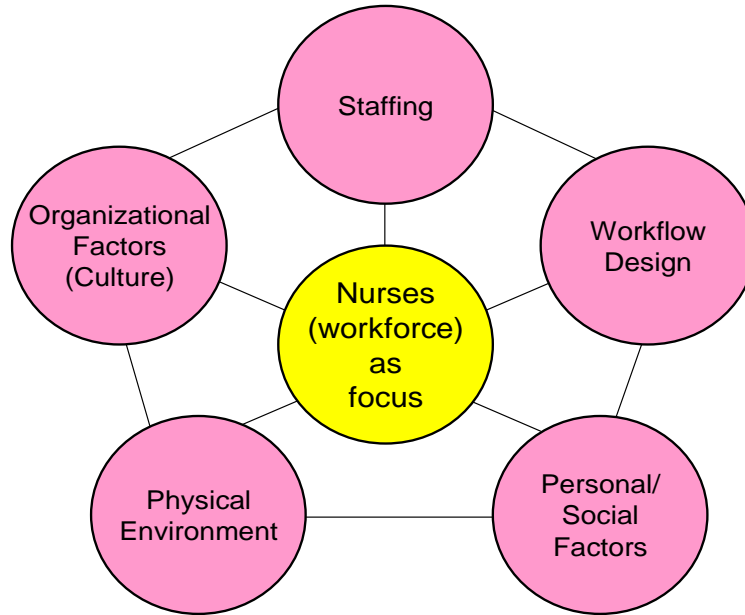 Staffing
Organizational
Factors
(Culture)
Workflow
Design
Nurses
(workforce)
as
focus
Physical
Environment
Personal/
Social
Factors